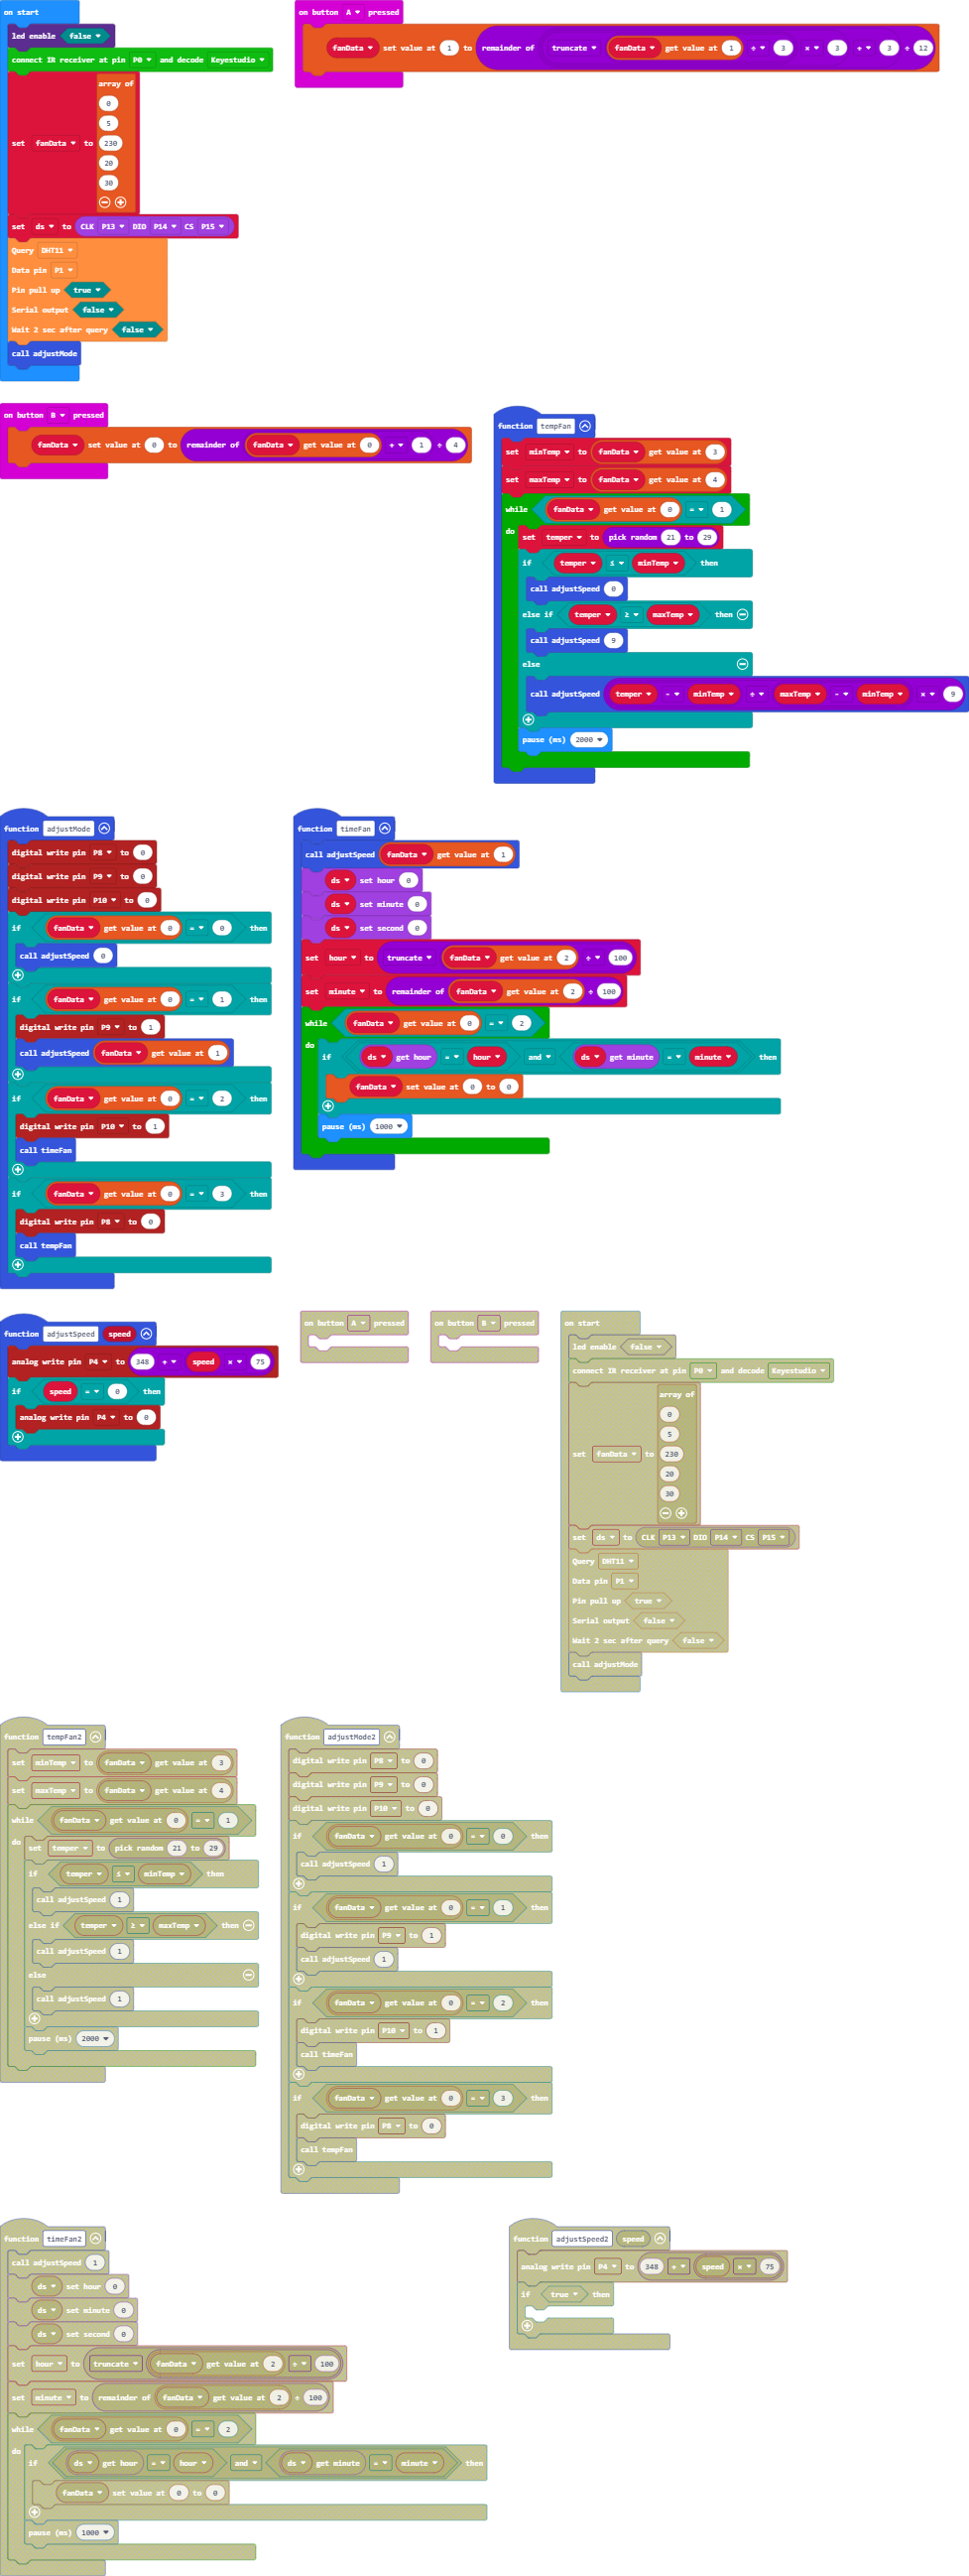 on start
led enable false
connect IR receiver at pin P0 and decode Keyestudio
array of
0
5
set fanData to 230
20
30
set ds to CLK P13 DIO P14 CS P15
Query DHT11
Data pin P1
Pin pull up true
Serial output false
Wait 2 sec after query false
call adjustMode
on button A pressed
fanData set value at 1 to remainder of truncate fanData get value at 1 ÷ 3 × 3 + 3 ÷ 12
on button B pressed
fanData set value at 0 to remainder of fanData get value at 0 + 1 ÷ 4
function tempFan
set minTemp to fanData get value at 3
set maxTemp to fanData get value at 4
while fanData get value at 0 = 1
do set temper to pick random 21 to 29
if temper ≤ minTemp then
call adjustSpeed 0
else if temper ≥ maxTemp then
call adjustSpeed 9
else
call adjustSpeed temper - minTemp ÷ maxTemp - minTemp × 9
pause (ms) 2000
function adjustMode
digital write pin P8 to 0
digital write pin P9 to 0
digital write pin P10 to 0
if fanData get value at 0 = 0 then
call adjustSpeed 0
if fanData get value at 0 = 1 then
digital write pin P9 to 1
call adjustSpeed fanData get value at 1
if fanData get value at 0 = 2 then
digital write pin P10 to 1
call timeFan
if fanData get value at 0 = 3 then
digital write pin P8 to 0
call tempFan
function timeFan
call adjustSpeed fanData get value at 1
ds set hour 0
ds set minute 0
ds set second 0
set hour to truncate fanData get value at 2 ÷ 100
set minute to remainder of fanData get value at 2 ÷ 100
while fanData get value at 0 = 2
do if ds get hour = hour and ds get minute = minute then
fanData set value at 0 to 0
pause (ms) 1000
function adjustSpeed speed
analog write pin P4 to 348 + speed × 75
if speed = 0 then
analog write pin P4 to 0
on button A pressed
on button B pressed
on start
led enable false
connect IR receiver at pin P0 and decode Keyestudio
array of
0
5
set fanData to 230
20
30
set ds to CLK P13 DIO P14 CS P15
Query DHT11
Data pin P1
Pin pull up true
Serial output false
Wait 2 sec after query false
call adjustMode
function tempFan2
set minTemp to fanData get value at 3
set maxTemp to fanData get value at 4
while fanData get value at 0 = 1
do set temper to pick random 21 to 29
if temper ≤ minTemp then
call adjustSpeed 1
else if temper ≥ maxTemp then
call adjustSpeed 1
else
call adjustSpeed 1
pause (ms) 2000
function adjustMode2
digital write pin P8 to 0
digital write pin P9 to 0
digital write pin P10 to 0
if fanData get value at 0 = 0 then
call adjustSpeed 1
if fanData get value at 0 = 1 then
digital write pin P9 to 1
call adjustSpeed 1
if fanData get value at 0 = 2 then
digital write pin P10 to 1
call timeFan
if fanData get value at 0 = 3 then
digital write pin P8 to 0
call tempFan
function timeFan2
call adjustSpeed 1
ds set hour 0
ds set minute 0
ds set second 0
set hour to truncate fanData get value at 2 ÷ 100
set minute to remainder of fanData get value at 2 ÷ 100
while fanData get value at 0 = 2
do if ds get hour = hour and ds get minute = minute then
fanData set value at 0 to 0
pause (ms) 1000
function adjustSpeed2 speed
analog write pin P4 to 348 + speed × 75
if true then